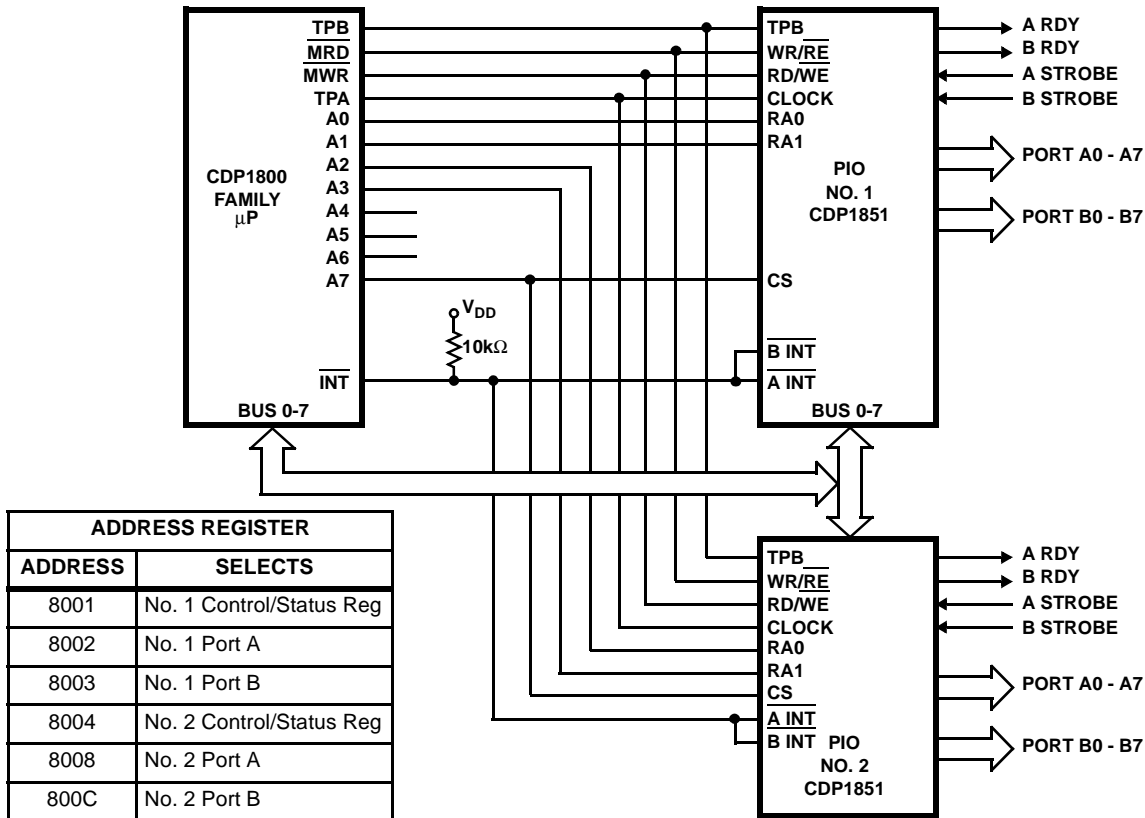 TPB
MRD
MWR
TPA
A0
A1
A2
A3
A4
A5
A6
A7
CDP1800
FAMILY
μP
INT
BUS 0-7
VDD
10kΩ
TPB
WR/RE
RD/WE
CLOCK
RA0
RA1
PIO
NO. 1
CDP1851
CS
B INT
A INT
BUS 0-7
A RDY
B RDY
A STROBE
B STROBE
PORT A0 - A7
PORT B0 - B7
ADDRESS REGISTER
ADDRESS SELECTS
8001 No. 1 Control/Status Reg
8002 No. 1 Port A
8003 No. 1 Port B
8004 No. 2 Control/Status Reg
8008 No. 2 Port A
800C No. 2 Port B
TPB
WR/RE
RD/WE
CLOCK
RA0
RA1
CS
A INT
B INT
PIO
NO. 2
CDP1851
A RDY
B RDY
A STROBE
B STROBE
PORT A0 - A7
PORT B0 - B7